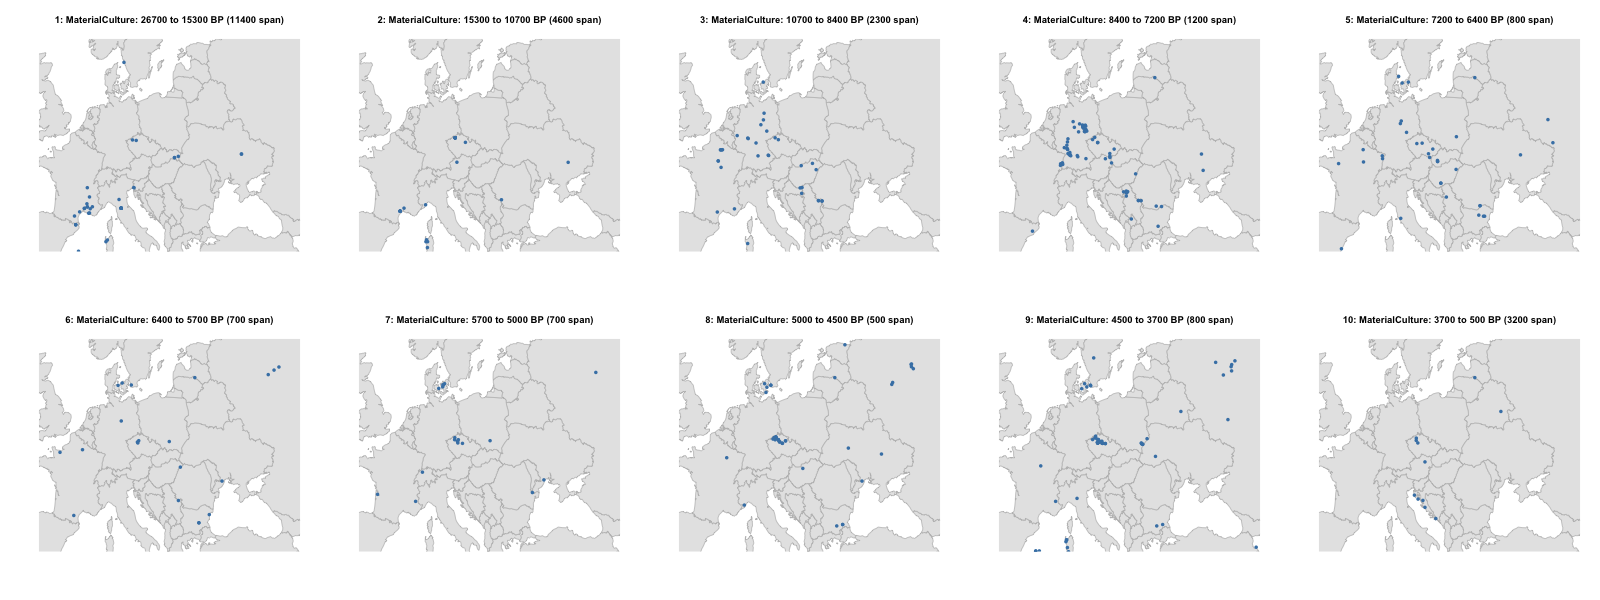 1: MaterialCulture: 26700 to 15300 BP (11400 span)
2: MaterialCulture: 15300 to 10700 BP (4600 span)
3: MaterialCulture: 10700 to 8400 BP (2300 span)
4: MaterialCulture: 8400 to 7200 BP (1200 span)
5: MaterialCulture: 7200 to 6400 BP (800 span)
6: MaterialCulture: 6400 to 5700 BP (700 span)
7: MaterialCulture: 5700 to 5000 BP (700 span)
8: MaterialCulture: 5000 to 4500 BP (500 span)
9: MaterialCulture: 4500 to 3700 BP (800 span)
10: MaterialCulture: 3700 to 500 BP (3200 span)